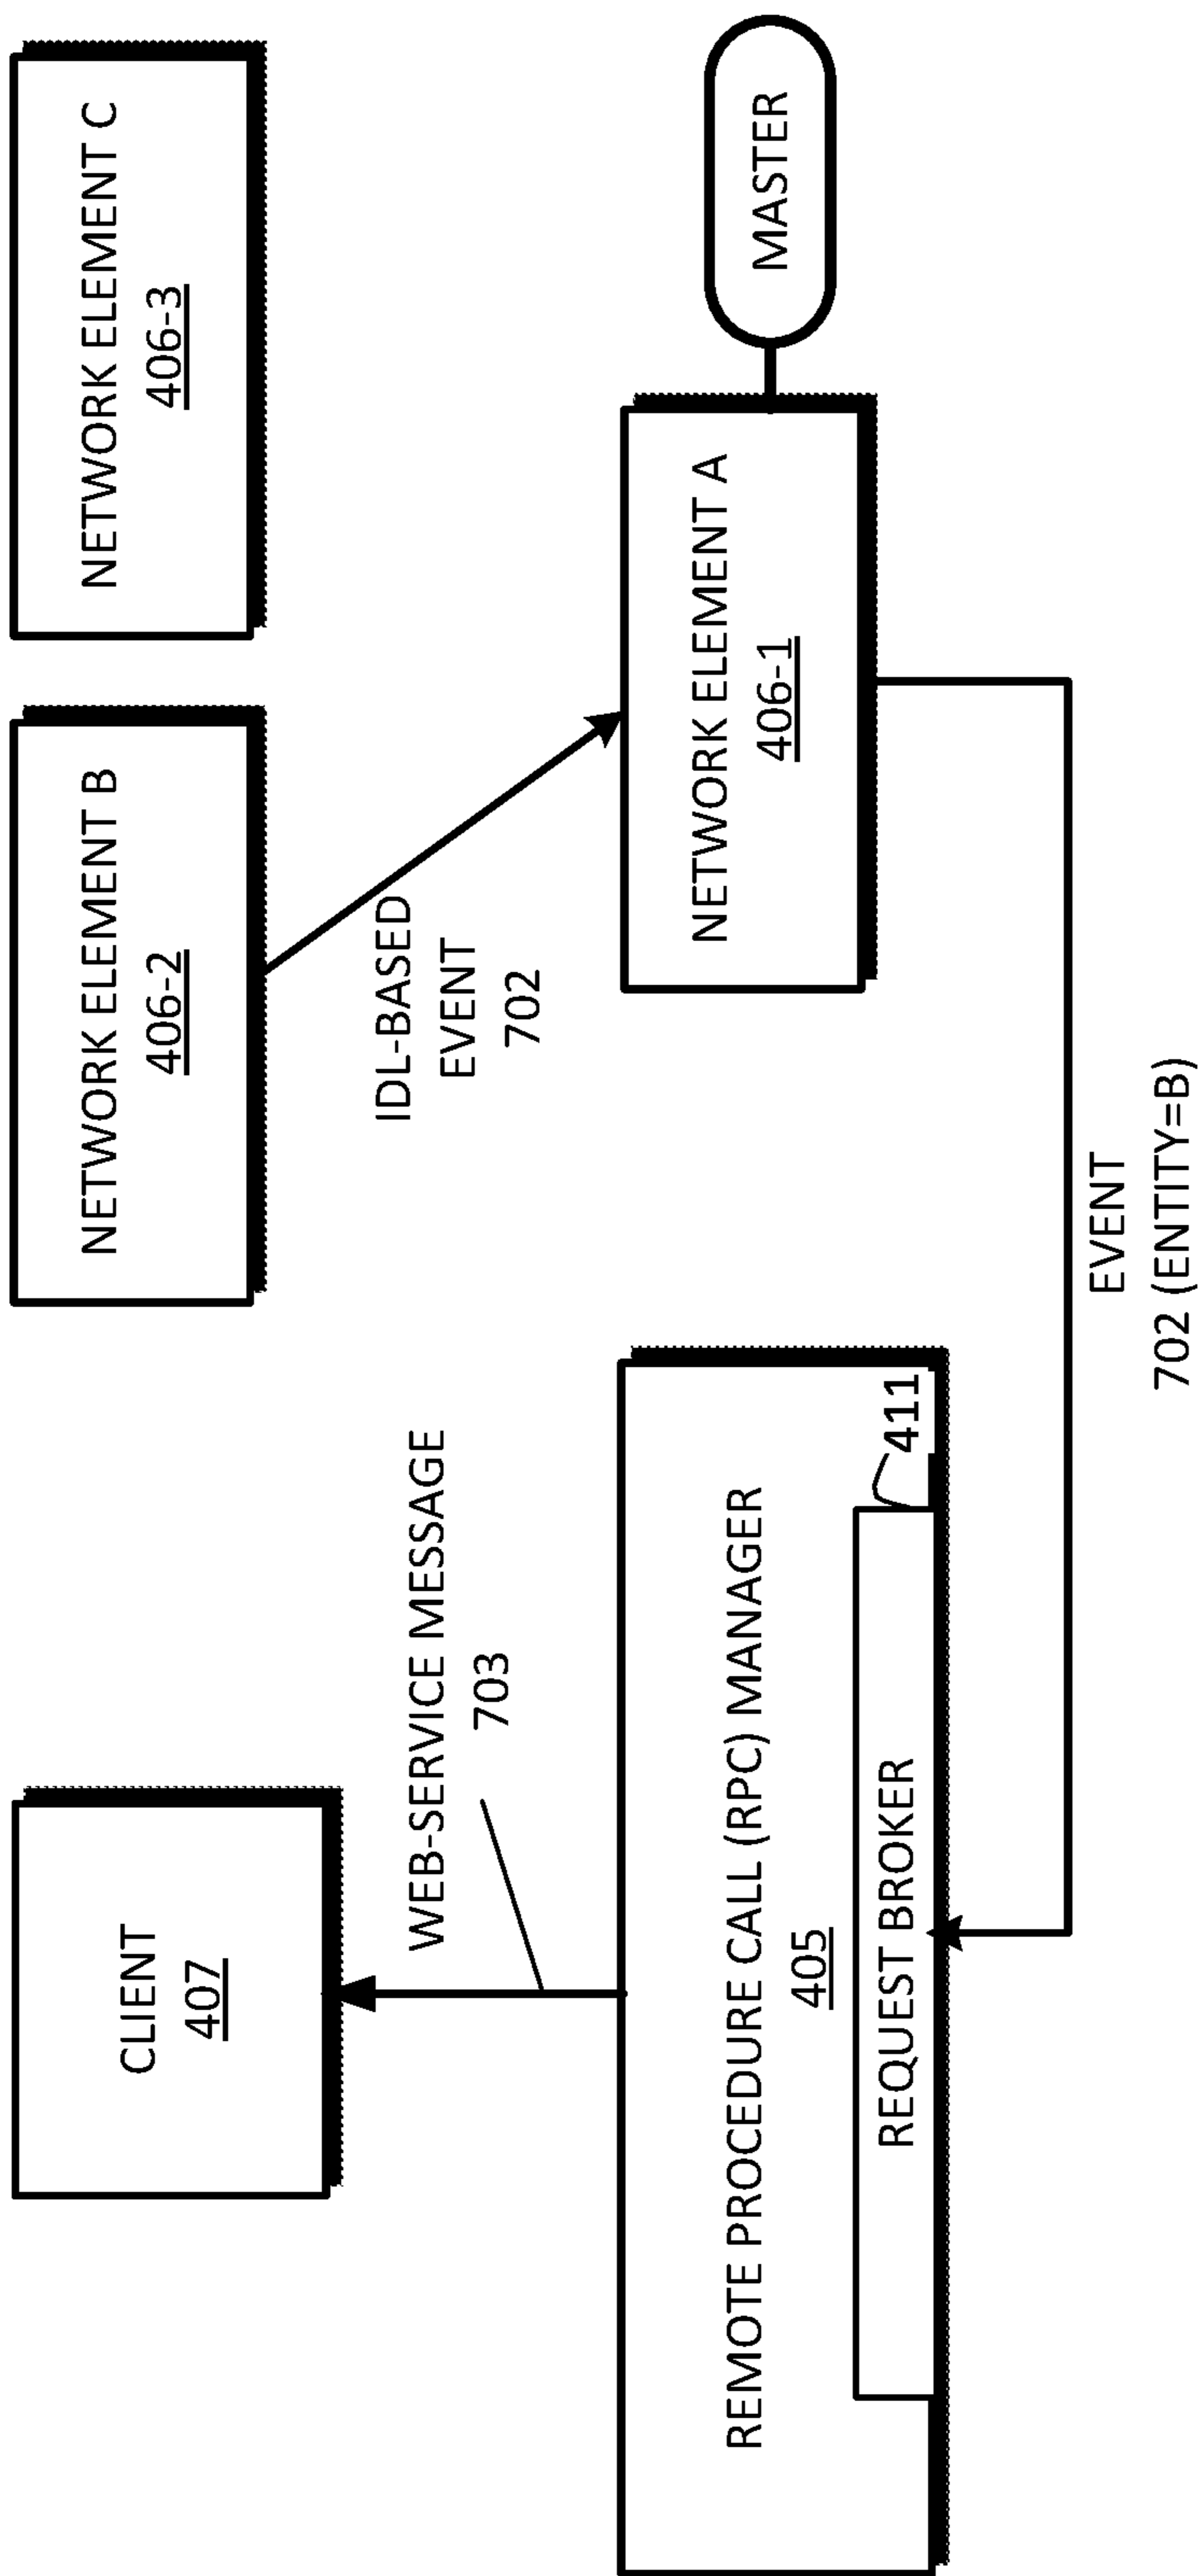 CLIENT
407
WEB-SERVICE MESSAGE
703
REMOTE PROCEDURE CALL (RPC) MANAGER
405
REQUEST BROKER
411
NETWORK ELEMENT B
406-2
NETWORK ELEMENT C
406-3
IDL-BASED
EVENT
702
NETWORK ELEMENT A
406-1
MASTER
EVENT
702 (ENTITY=B)